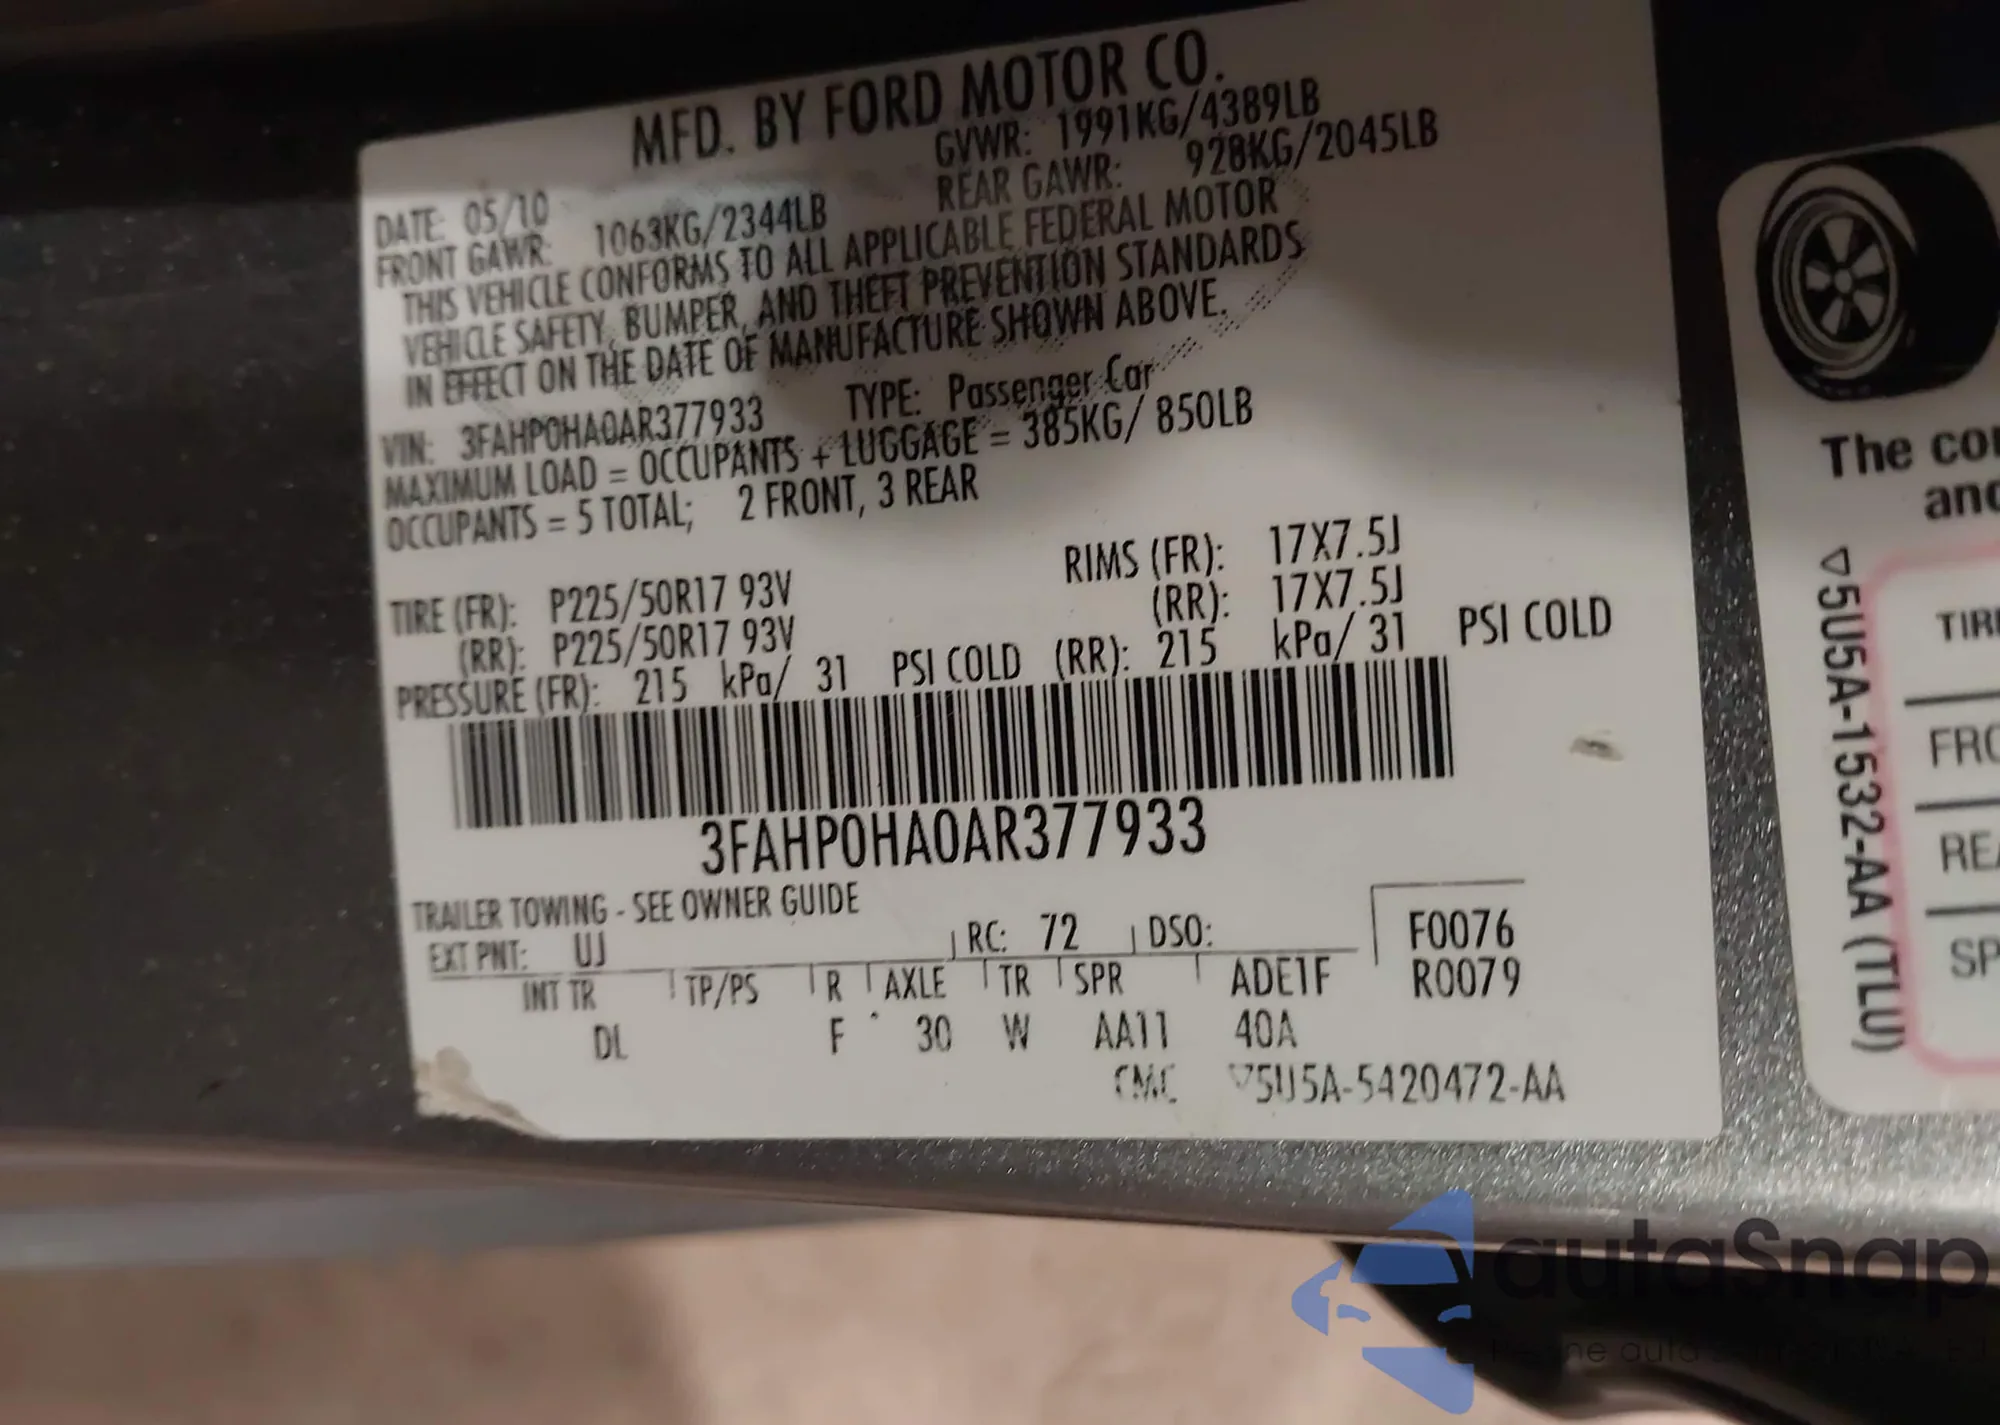 MFD. BY FORD MOTOR CO.
DATE: 05/10 GVWR: 1991KG/4389LB
FRONT GAWR: 1063KG/2344LB REAR GAWR: 928KG/2045LB
THIS VEHICLE CONFORMS TO ALL APPLICABLE FEDERAL MOTOR
VEHICLE SAFETY, BUMPER, AND THEFT PREVENTION STANDARDS
IN EFFECT ON THE DATE OF MANUFACTURE SHOWN ABOVE.
VIN: 3FAHP0HA0AR377933 TYPE: Passenger Car
MAXIMUM LOAD = OCCUPANTS + LUGGAGE = 385KG/ 850LB
OCCUPANTS = 5 TOTAL; 2 FRONT, 3 REAR
TIRE (FR): P225/50R17 93V RIMS (FR): 17X7.5J
(RR): P225/50R17 93V (RR): 17X7.5J
PRESSURE (FR): 215 kPa/ 31 PSI COLD (RR): 215 kPa/ 31 PSI COLD
3FAHP0HA0AR377933
TRAILER TOWING - SEE OWNER GUIDE
EXT PNT: UJ RC: 72 DSO: F0076
INT TR TP/PS R AXLE TR SPR ADE1F R0079
DL F 30 W AA11 40A
CMC ▽5U5A-5420472-AA
The
▽5U5A-1532-AA (TLU)
autaSnap